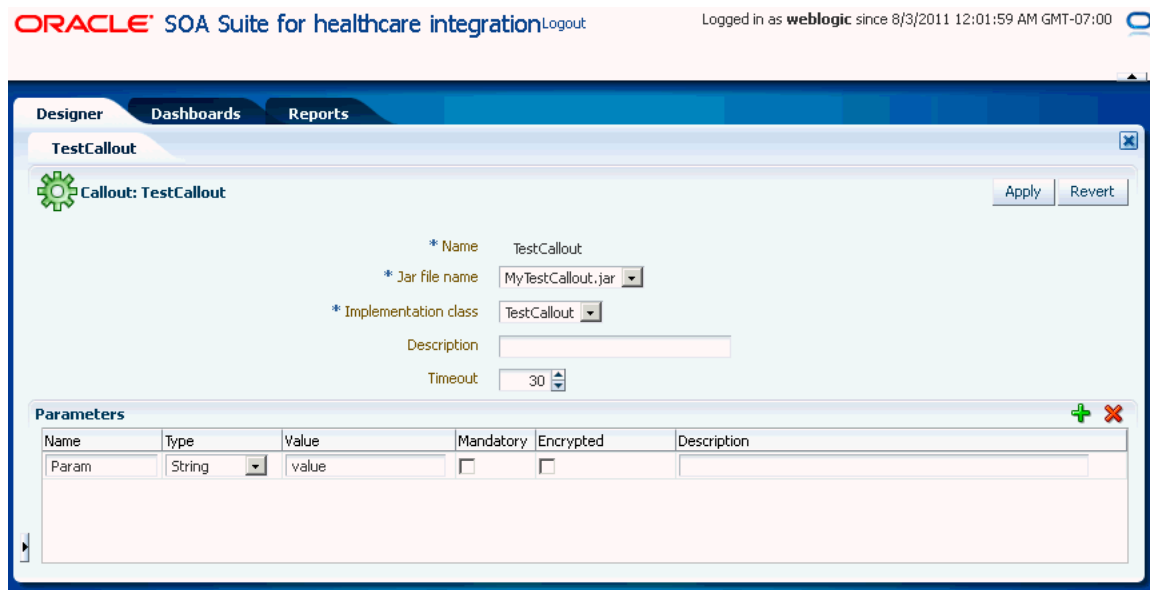 ORACLE® SOA Suite for healthcare integration Logout Logged in as weblogic since 8/3/2011 12:01:59 AM GMT-07:00
Designer Dashboards Reports
TestCallout
Callout: TestCallout Apply Revert
* Name TestCallout
* Jar file name MyTestCallout.jar
* Implementation class TestCallout
Description
Timeout 30
Parameters
Name Type Value Mandatory Encrypted Description
Param String value